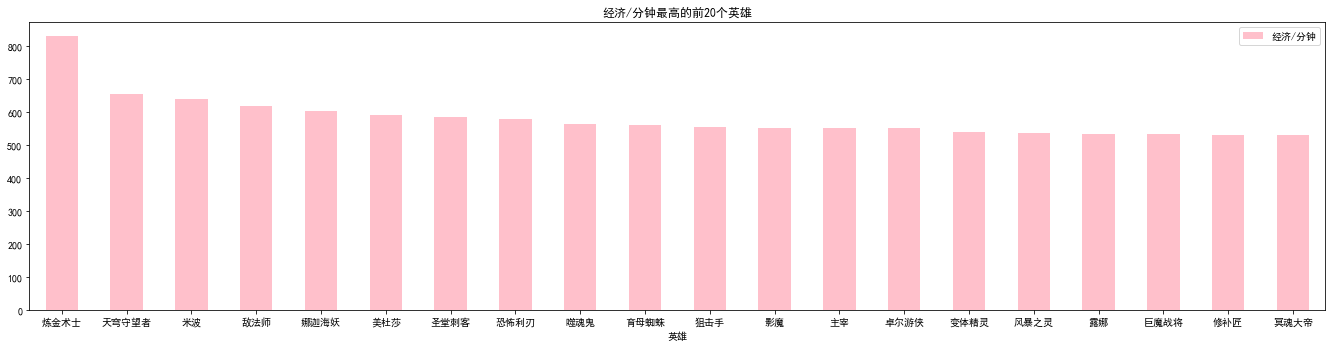 经济/分钟最高的前20个英雄
经济/分钟
800
700
600
500
400
300
200
100
0
炼金术士 天穹守望者 米波 敌法师 娜迦海妖 美杜莎 圣堂刺客 恐怖利刃 噬魂鬼 育母蜘蛛 狙击手 影魔 主宰 卓尔游侠 变体精灵 风暴之灵 露娜 巨魔战将 修补匠 冥魂大帝
英雄